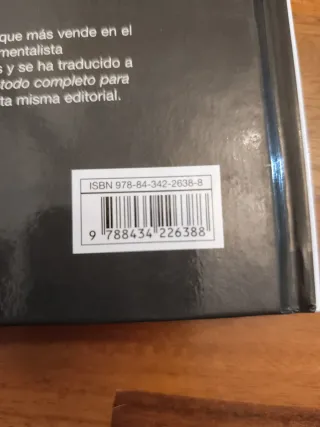 que más vende en el
mentalista
s y se ha traducido a
todo completo para
ta misma editorial.
ISBN 978-84-342-2638-8
9 788434 226388